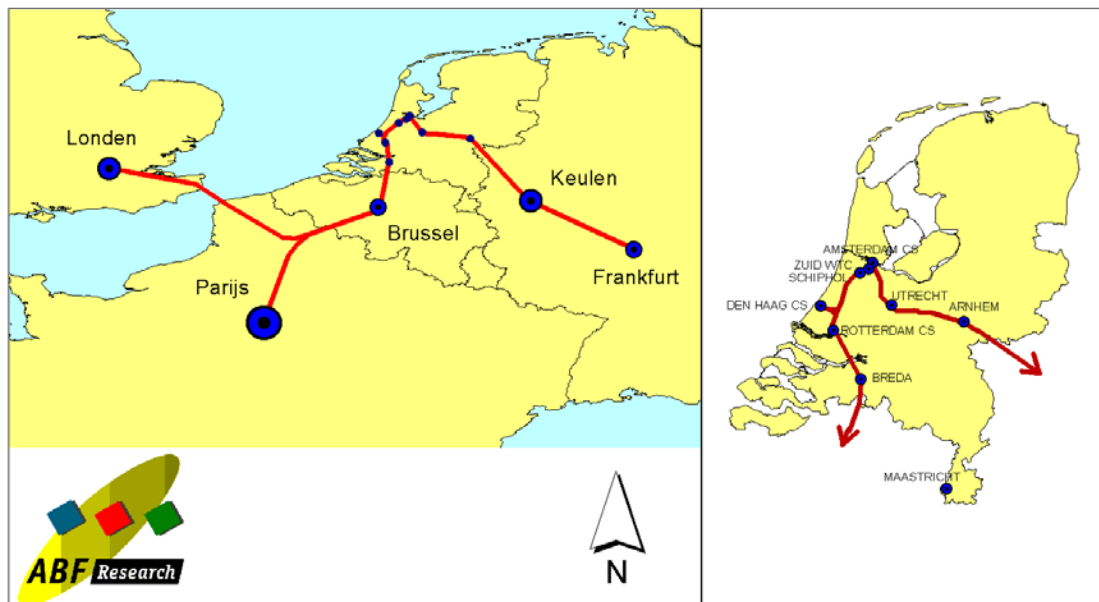 Londen
Keulen
Brussel
Frankfurt
Parijs
AMSTERDAM CS
ZUID WTC
SCHIPHOL
UTRECHT
DEN HAAG CS
ARNHEM
ROTTERDAM CS
BREDA
MAASTRICHT
ABF Research
N